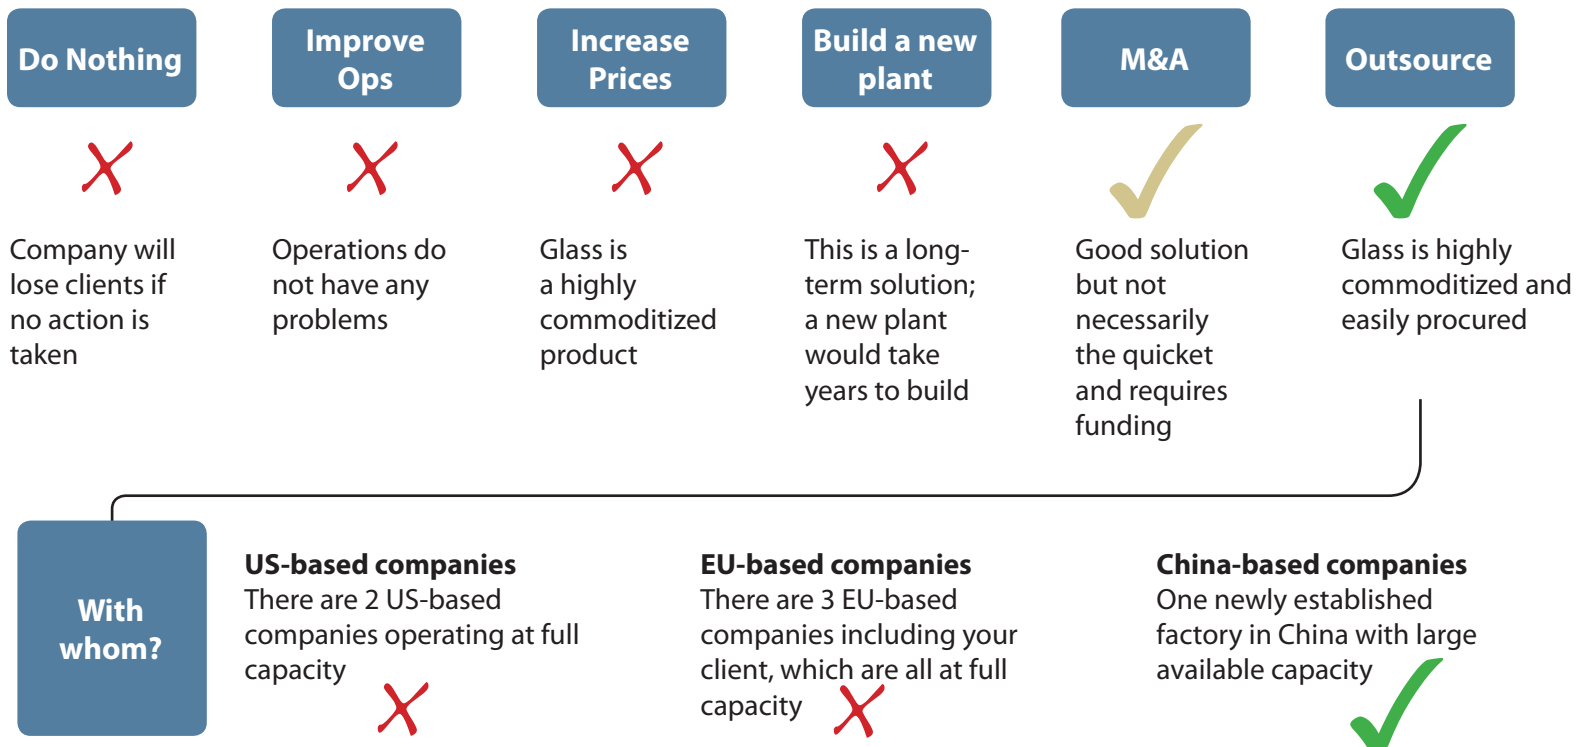 Do Nothing
Improve
Ops
Increase
Prices
Build a new
plant
M&A
Outsource
Company will
lose clients if
no action is
taken
Operations do
not have any
problems
Glass is
a highly
commoditized
product
This is a long-
term solution;
a new plant
would take
years to build
Good solution
but not
necessarily
the quicket
and requires
funding
Glass is highly
commoditized and
easily procured
With
whom?
US-based companies
There are 2 US-based
companies operating at full
capacity
EU-based companies
There are 3 EU-based
companies including your
client, which are all at full
capacity
China-based companies
One newly established
factory in China with large
available capacity